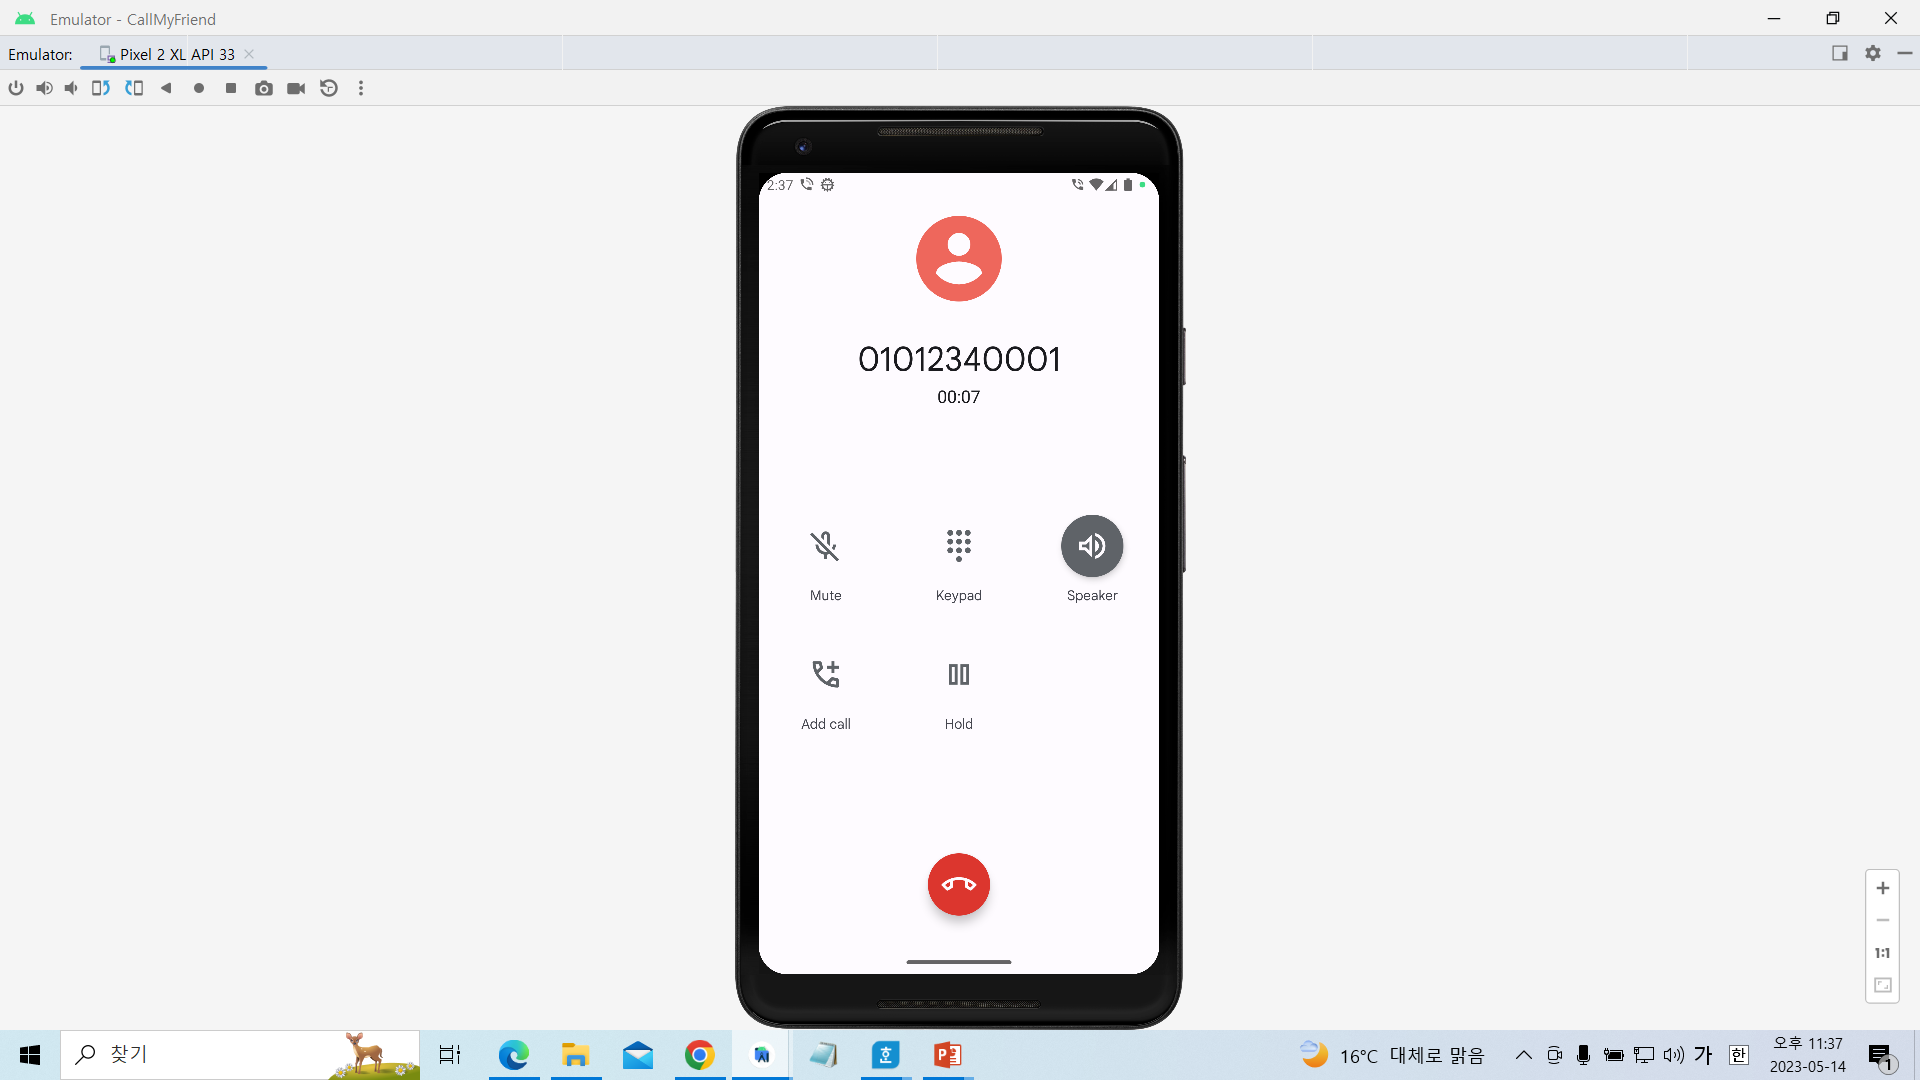 Emulator - CallMyFriend
Emulator: Pixel 2 XL API 33
2:37
01012340001
00:07
Mute Keypad Speaker
Add call Hold
1:1
찾기
16°C 대체로 맑음
가 한
오후 11:37
2023-05-14
1